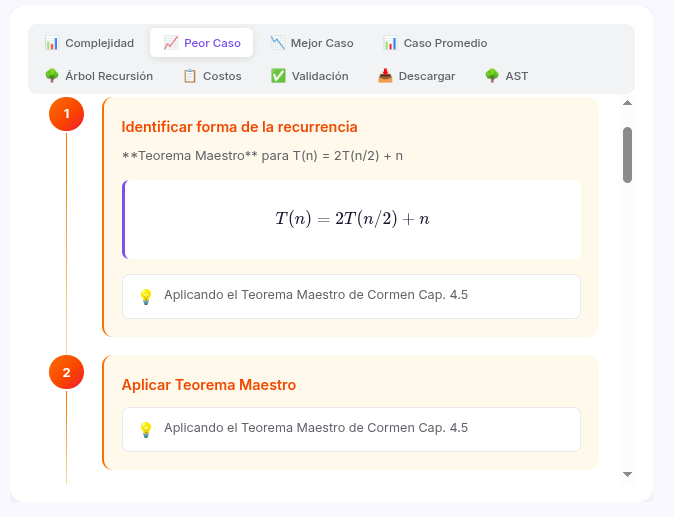 Complejidad Peor Caso Mejor Caso Caso Promedio
Árbol Recursión Costos Validación Descargar AST
1
Identificar forma de la recurrencia
**Teorema Maestro** para T(n) = 2T(n/2) + n
T(n) = 2T(n/2) + n
Aplicando el Teorema Maestro de Cormen Cap. 4.5
2
Aplicar Teorema Maestro
Aplicando el Teorema Maestro de Cormen Cap. 4.5